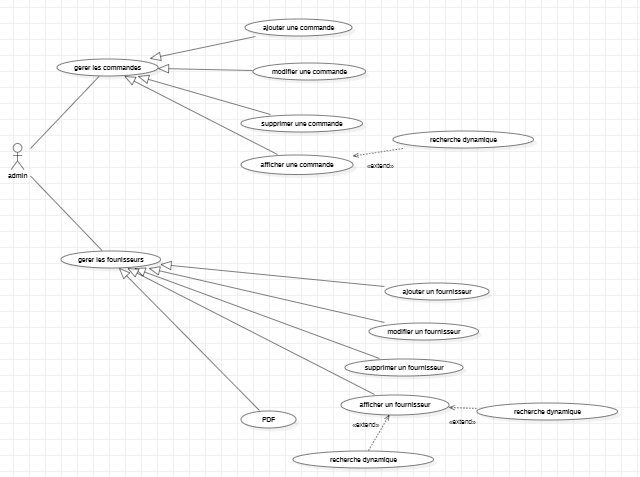 ajouter une commande
gerer les commandes
modifier une commande
supprimer une commande
recherche dynamique
afficher une commande
«extend»
admin
gerer les founisseurs
ajouter un fournisseur
modifier un fournisseur
supprimer un fournisseur
afficher un fournisseur
recherche dynamique
PDF
«extend»
«extend»
recherche dynamique